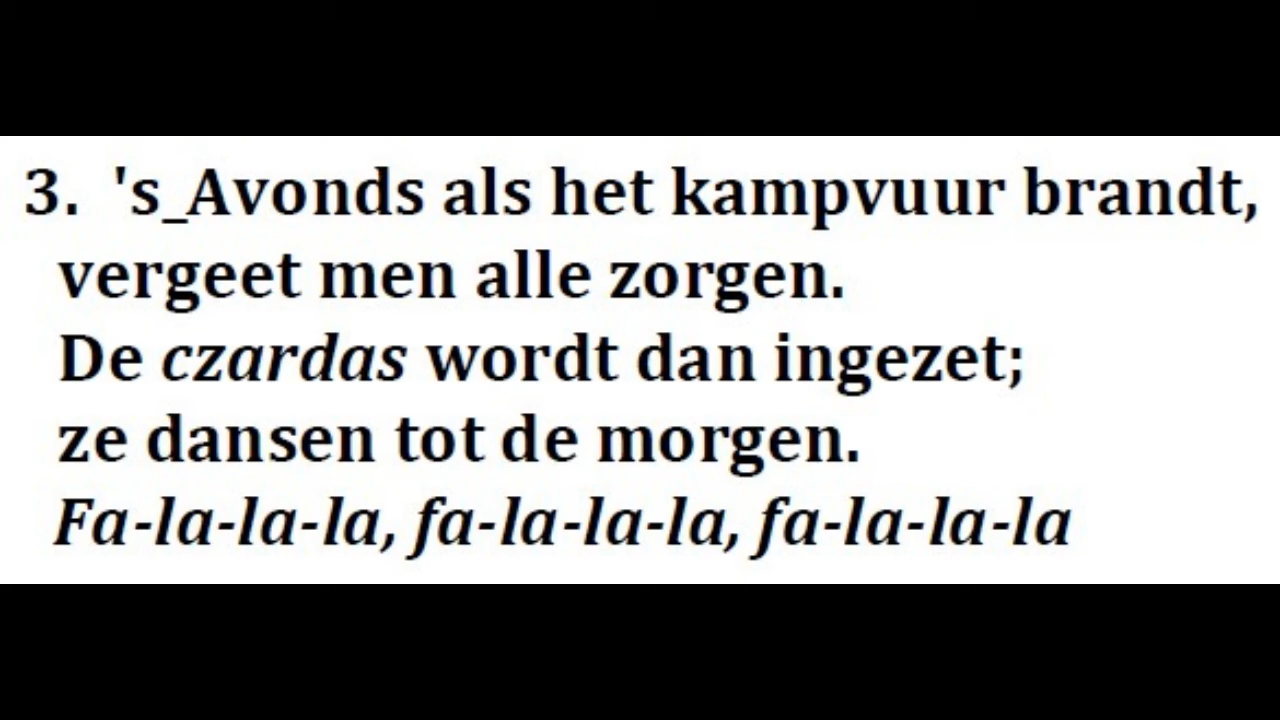 3. 's_Avonds als het kampvuur brandt,
vergeet men alle zorgen.
De czardas wordt dan ingezet;
ze dansen tot de morgen.
Fa-la-la-la, fa-la-la-la, fa-la-la-la